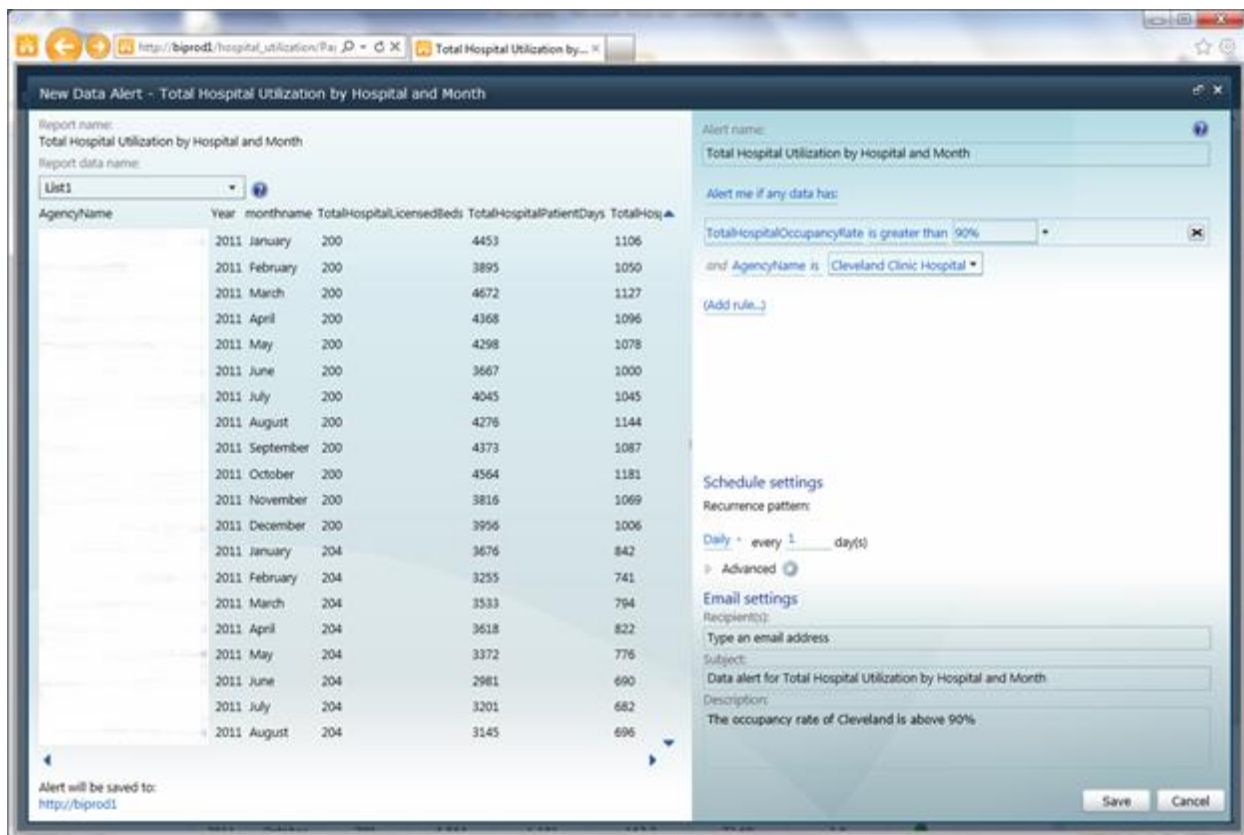 http://biprod1/hospital_utilization/Pa
Total Hospital Utilization by...
New Data Alert - Total Hospital Utilization by Hospital and Month
Report name:
Total Hospital Utilization by Hospital and Month
Report data name:
List1
AgencyName Year monthname TotalHospitalLicensedBeds TotalHospitalPatientDays TotalHosp
2011 January 200 4453 1106
2011 February 200 3895 1050
2011 March 200 4672 1127
2011 April 200 4368 1096
2011 May 200 4298 1078
2011 June 200 3667 1000
2011 July 200 4045 1045
2011 August 200 4276 1144
2011 September 200 4373 1087
2011 October 200 4564 1181
2011 November 200 3816 1069
2011 December 200 3956 1006
2011 January 204 3676 842
2011 February 204 3255 741
2011 March 204 3533 794
2011 April 204 3618 822
2011 May 204 3372 776
2011 June 204 2981 690
2011 July 204 3201 682
2011 August 204 3145 696
Alert will be saved to:
http://biprod1
Alert name:
Total Hospital Utilization by Hospital and Month
Alert me if any data has:
TotalHospitalOccupancyRate is greater than 90%
and AgencyName is Cleveland Clinic Hospital
(Add rule...)
Schedule settings
Recurrence pattern:
Daily every 1 day(s)
Advanced
Email settings
Recipient(s):
Type an email address
Subject:
Data alert for Total Hospital Utilization by Hospital and Month
Description:
The occupancy rate of Cleveland is above 90%
Save Cancel